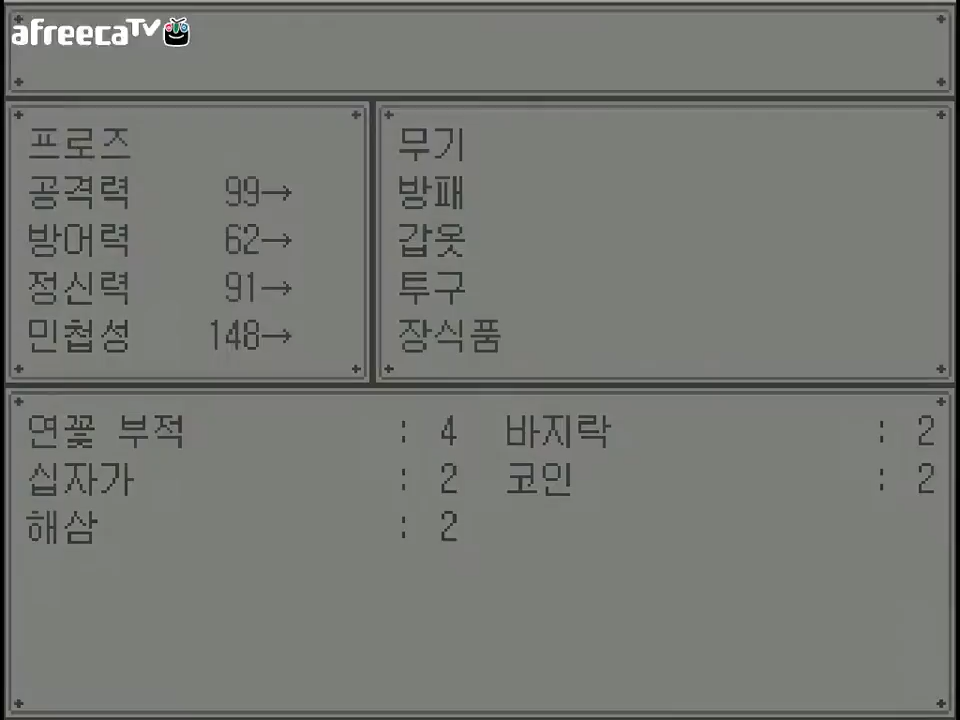 afreecaTV
프로즈
공격력 99→
방어력 62→
정신력 91→
민첩성 148→
무기
방패
갑옷
투구
장식품
연꽃 부적 : 4 바지락 : 2
십자가 : 2 코인 : 2
해삼 : 2